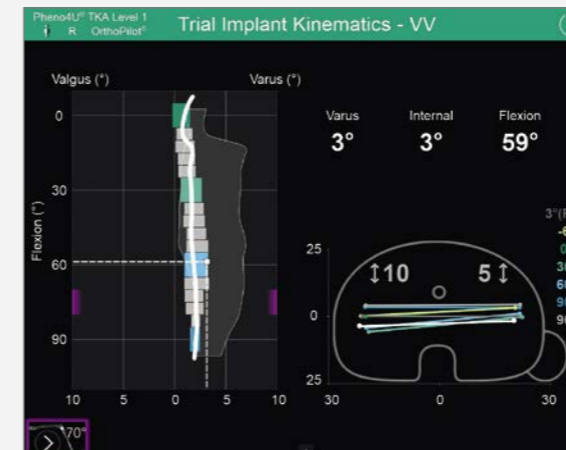 Pheno4U® TKA Level 1
R OrthoPilot®
Trial Implant Kinematics - VV
Valgus (°)
Varus (°)
Varus
Internal
Flexion
3°
3°
59°
0
30
60
90
Flexion (°)
10
5
0
5
10
25
0
25
10
5
30
0
30
70°